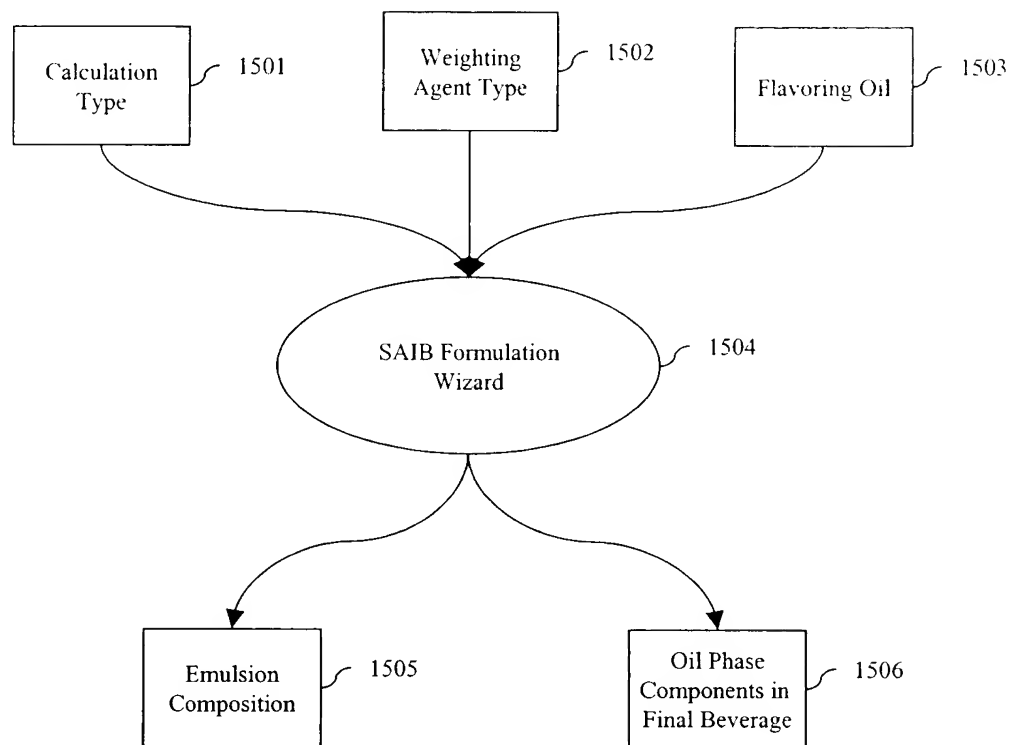 Calculation
Type
1501
Weighting
Agent Type
1502
Flavoring Oil
1503
SAIB Formulation
Wizard
1504
Emulsion
Composition
1505
Oil Phase
Components in
Final Beverage
1506